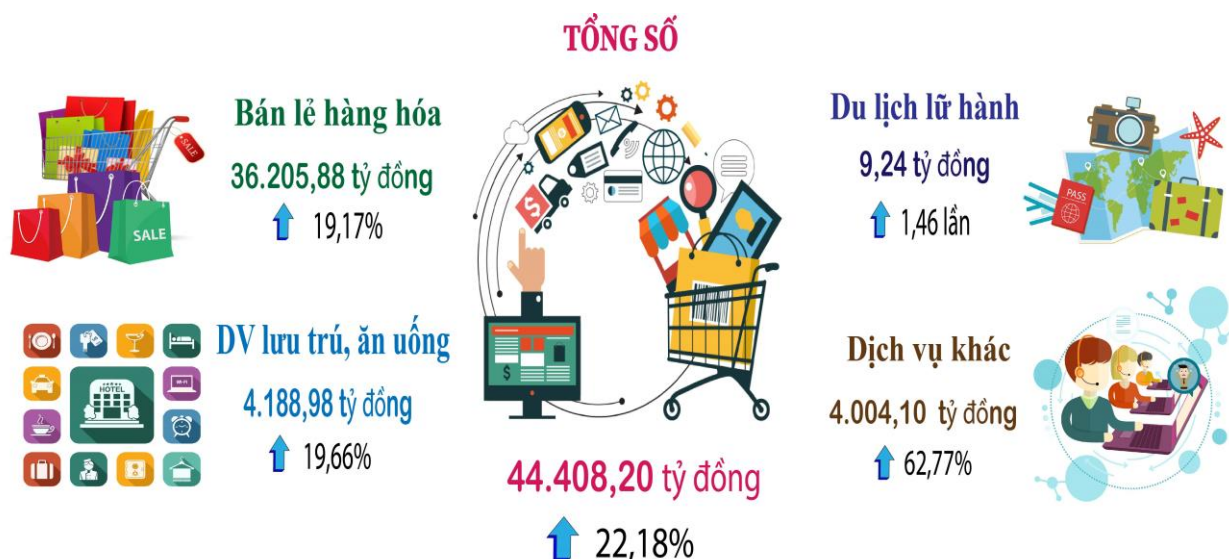 TỔNG SỐ
Bán lẻ hàng hóa
36.205,88 tỷ đồng
19,17%
SALE
SALE
Du lịch lữ hành
9,24 tỷ đồng
1,46 lần
PASS
DV lưu trú, ăn uống
4.188,98 tỷ đồng
19,66%
HOTEL
WI-FI
$
$
Dịch vụ khác
4.004,10 tỷ đồng
62,77%
44.408,20 tỷ đồng
22,18%